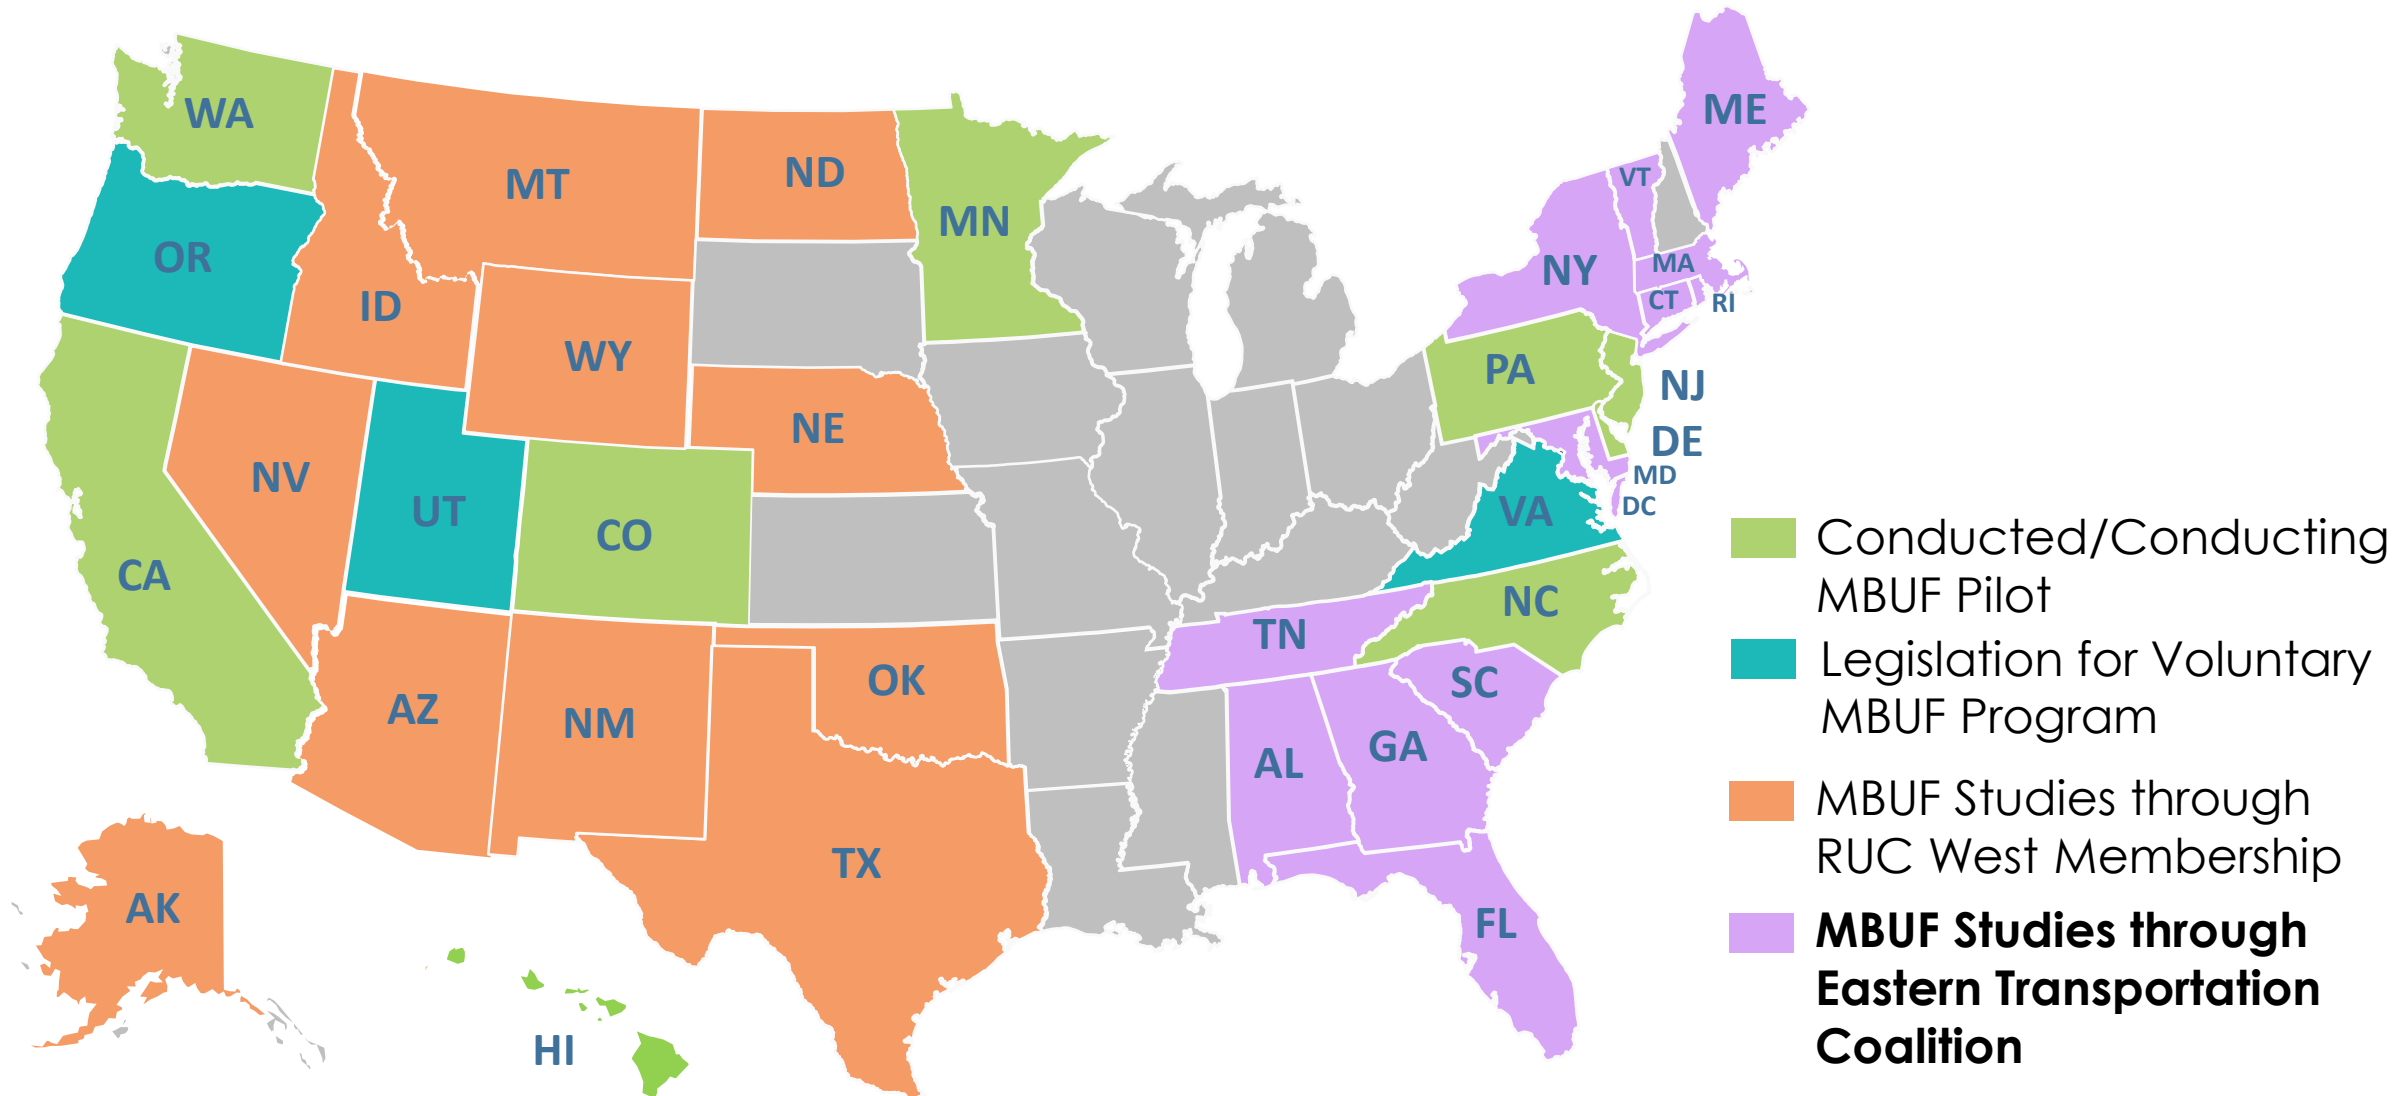 WA
ME
MT
ND
VT
MN
OR
NY
MA
ID
CT
RI
WY
PA
NJ
NE
DE
NV
MD
UT
VA
DC
CO
CA
NC
TN
OK
SC
AZ
NM
GA
AL
TX
AK
FL
HI
Conducted/Conducting
MBUF Pilot
Legislation for Voluntary
MBUF Program
MBUF Studies through
RUC West Membership
MBUF Studies through
Eastern Transportation
Coalition